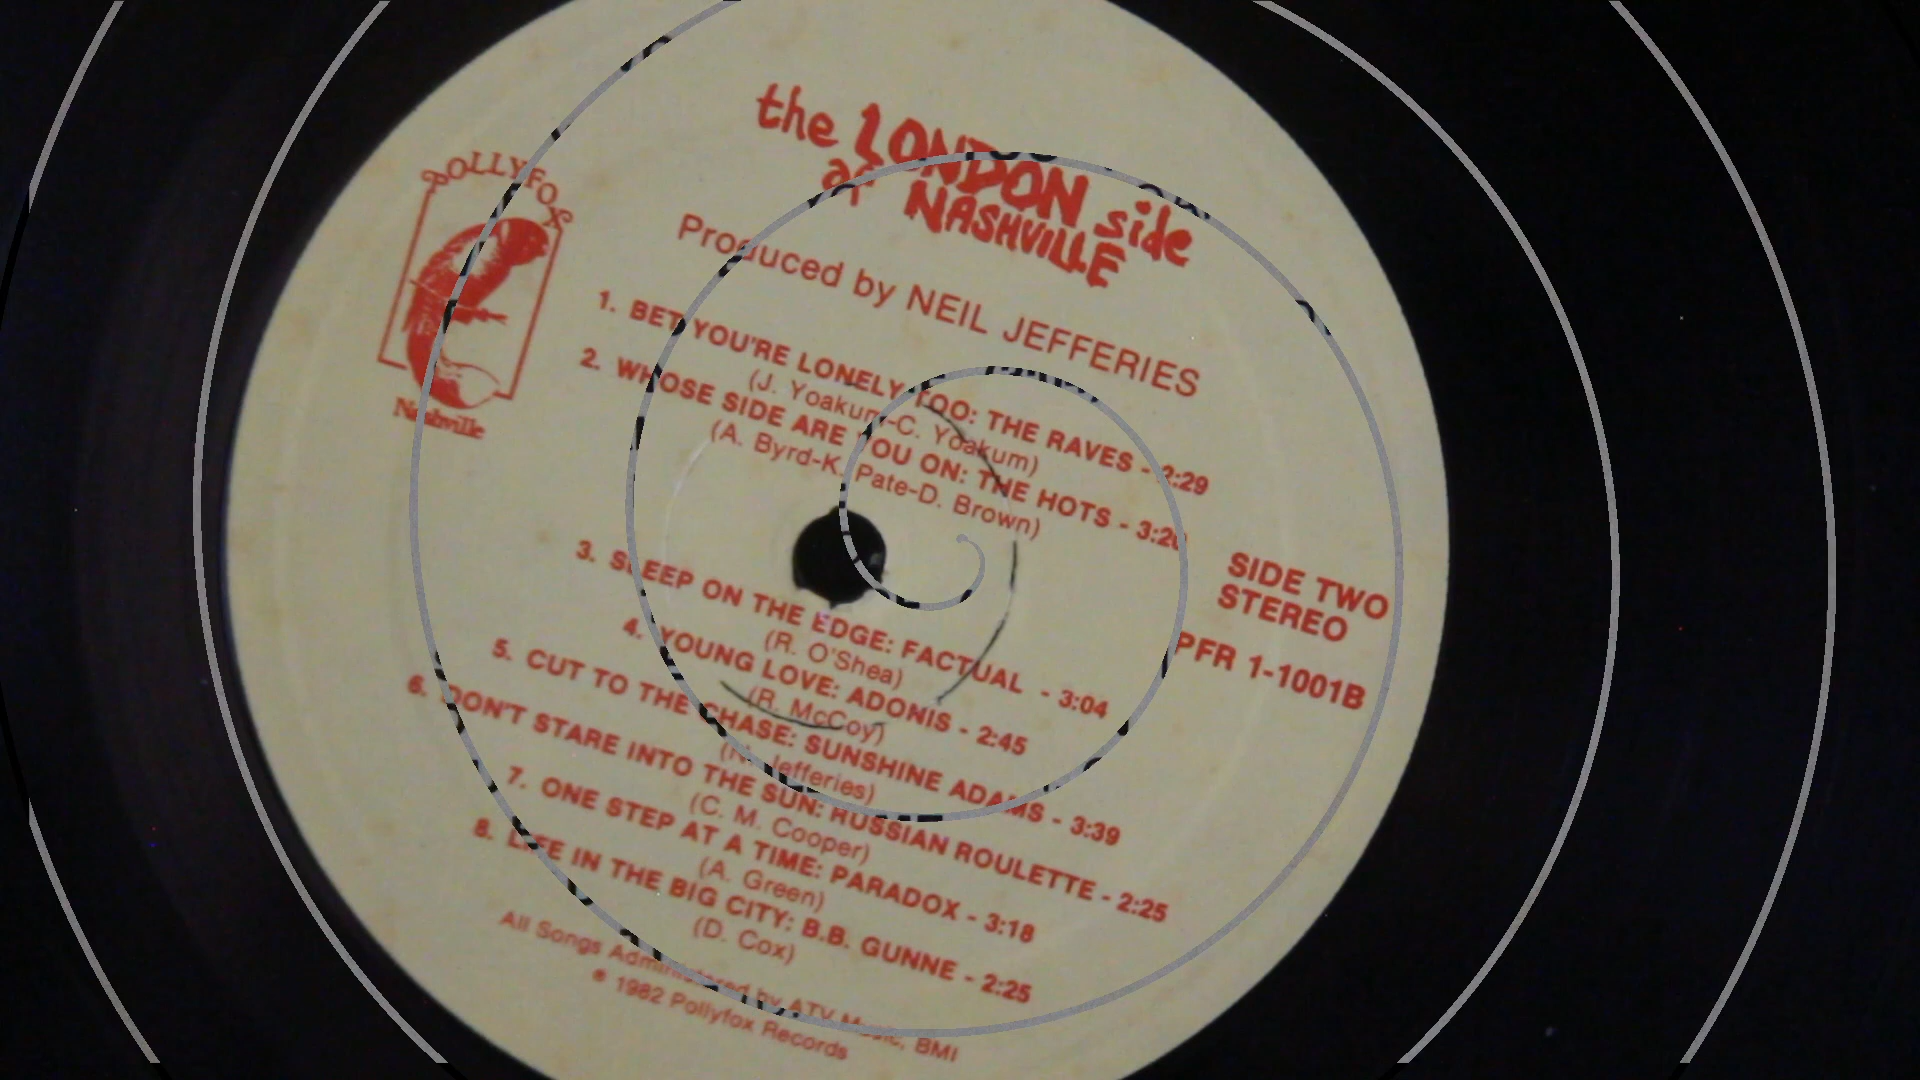 POLLYFOX
Nashville
the LONDON side
of NASHVILLE
Produced by NEIL JEFFERIES
1. BET YOU'RE LONELY TOO: THE RAVES - 2:29
(J. Yoakum-C. Yoakum)
2. WHOSE SIDE ARE YOU ON: THE HOTS - 3:20
(A. Byrd-K. Pate-D. Brown)
3. SLEEP ON THE EDGE: FACTUAL - 3:04
(R. O'Shea)
4. YOUNG LOVE: ADONIS - 2:45
(R. McCoy)
5. CUT TO THE CHASE: SUNSHINE ADAMS - 3:39
(N. Jefferies)
6. DON'T STARE INTO THE SUN: RUSSIAN ROULETTE - 2:25
(C. M. Cooper)
7. ONE STEP AT A TIME: PARADOX - 3:18
(A. Green)
8. LIFE IN THE BIG CITY: B.B. GUNNE - 2:25
(D. Cox)
All Songs Administered by ATV Music, BMI
℗ 1982 Pollyfox Records
SIDE TWO
STEREO
PFR 1-1001B